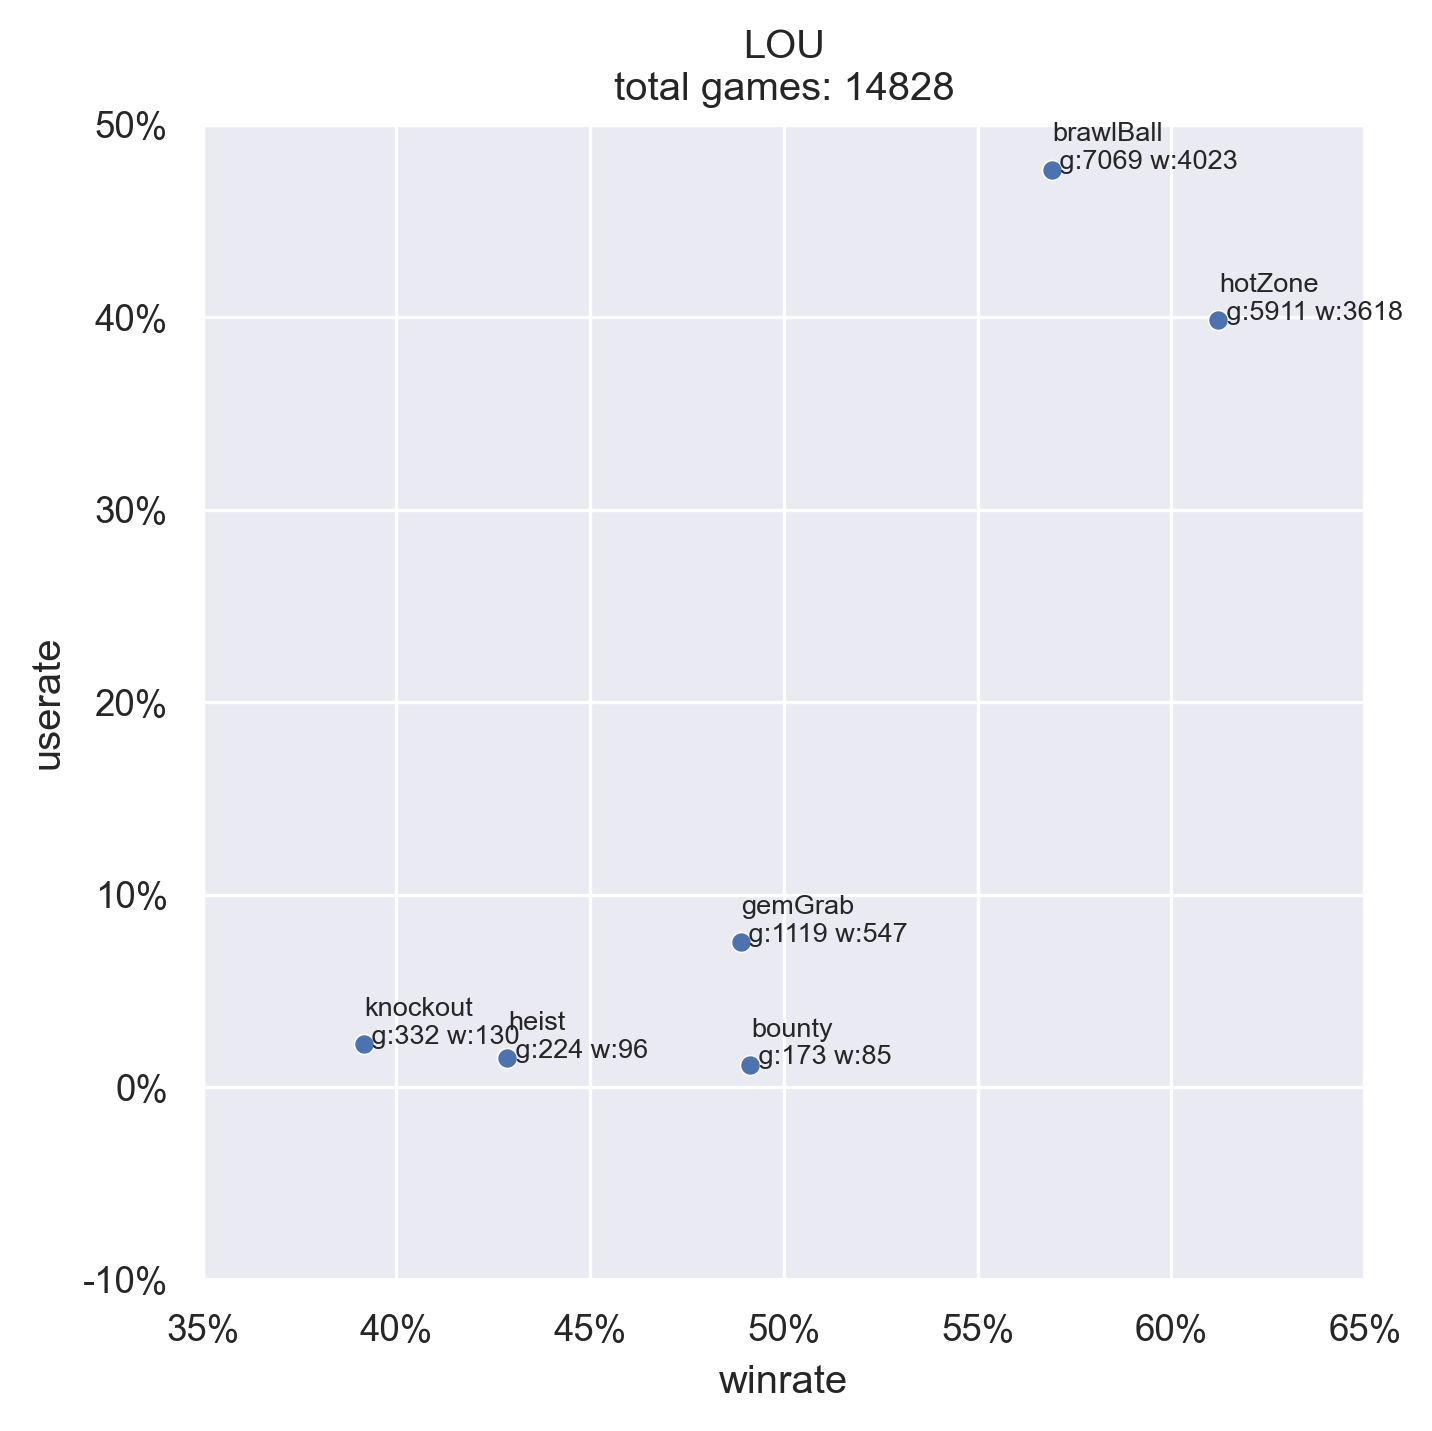 LOU
total games: 14828
50%
40%
30%
20%
10%
0%
-10%
userate
brawlBall
g:7069 w:4023
hotZone
g:5911 w:3618
gemGrab
g:1119 w:547
knockout
g:332 w:130
heist
g:224 w:96
bounty
g:173 w:85
35% 40% 45% 50% 55% 60% 65%
winrate